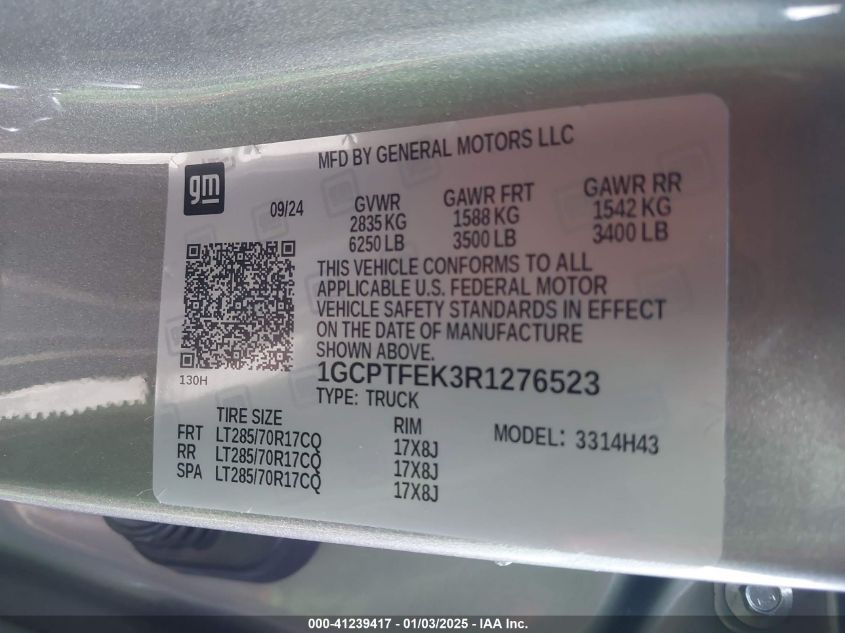 MFD BY GENERAL MOTORS LLC
gm
09/24
GVWR GAWR FRT GAWR RR
2835 KG 1588 KG 1542 KG
6250 LB 3500 LB 3400 LB
THIS VEHICLE CONFORMS TO ALL
APPLICABLE U.S. FEDERAL MOTOR
VEHICLE SAFETY STANDARDS IN EFFECT
ON THE DATE OF MANUFACTURE
SHOWN ABOVE.
130H
1GCPTFEK3R1276523
TYPE: TRUCK
TIRE SIZE RIM MODEL: 3314H43
FRT LT285/70R17CQ 17X8J
RR LT285/70R17CQ 17X8J
SPA LT285/70R17CQ 17X8J
000-41239417 - 01/03/2025 - IAA Inc.